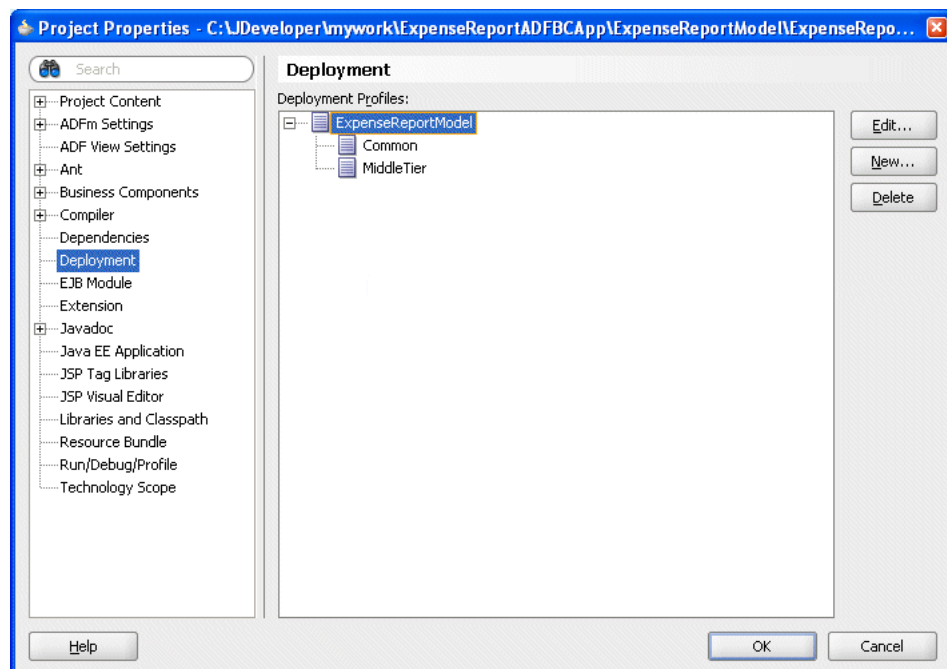 Project Properties - C:\JDeveloper\mywork\ExpenseReportADFBCApp\ExpenseReportModel\ExpenseRepo...
Search
Project Content
ADFm Settings
ADF View Settings
Ant
Business Components
Compiler
Dependencies
Deployment
EJB Module
Extension
Javadoc
Java EE Application
JSP Tag Libraries
JSP Visual Editor
Libraries and Classpath
Resource Bundle
Run/Debug/Profile
Technology Scope
Deployment
Deployment Profiles:
ExpenseReportModel
Common
MiddleTier
Edit...
New...
Delete
Help
OK
Cancel